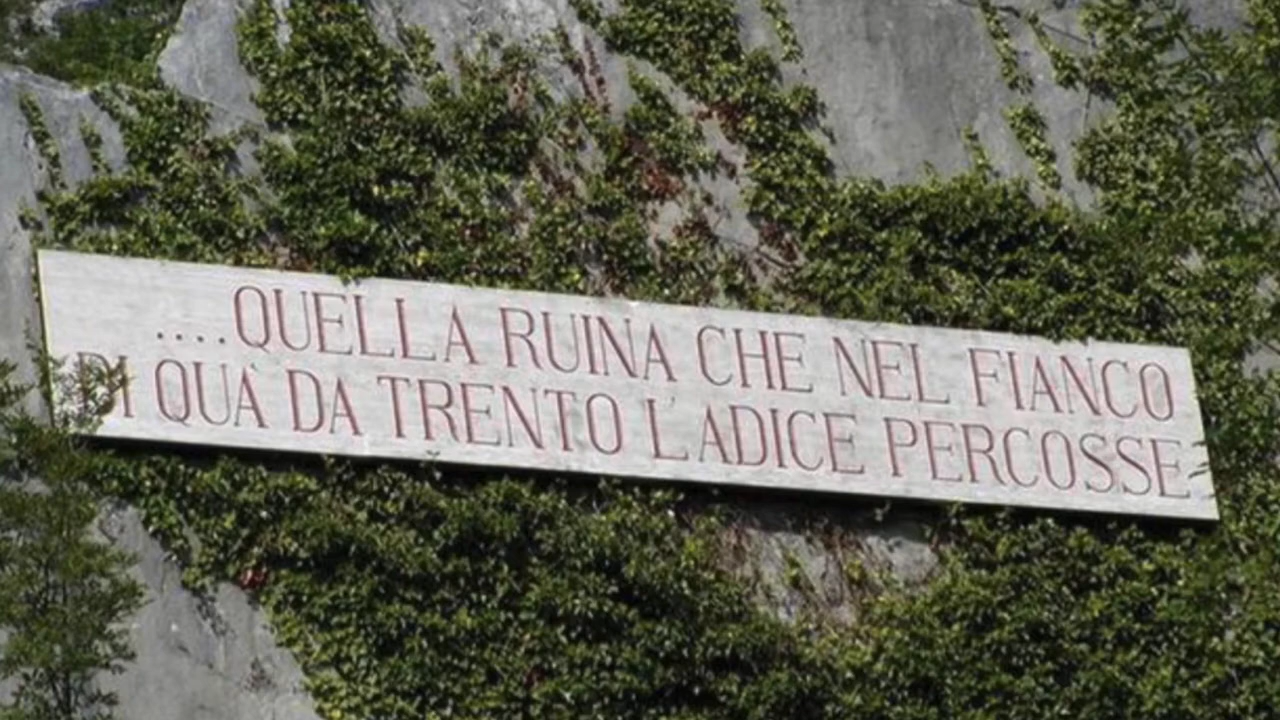 ....QUELLA RUINA CHE NEL FIANCO
DI QUÀ DA TRENTO L'ADICE PERCOSSE